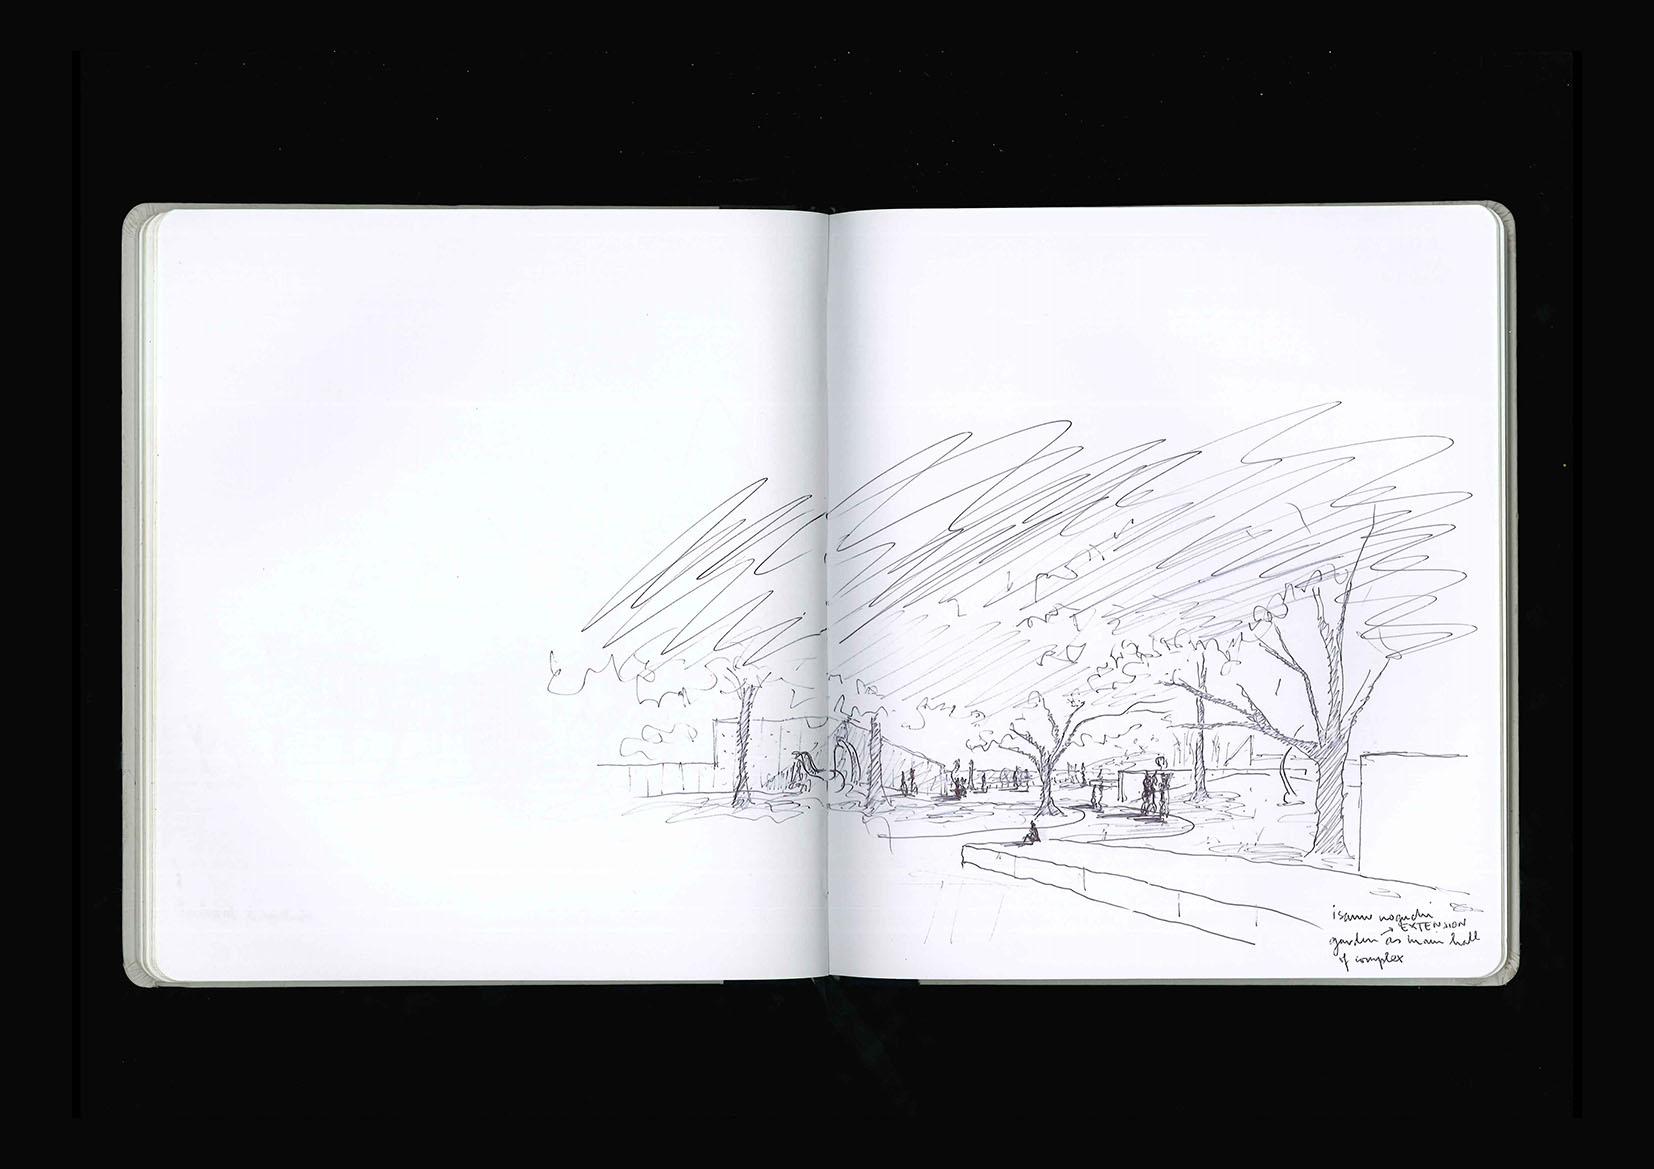 isamu noguchi
→ EXTENSION
garden as main hall
of complex